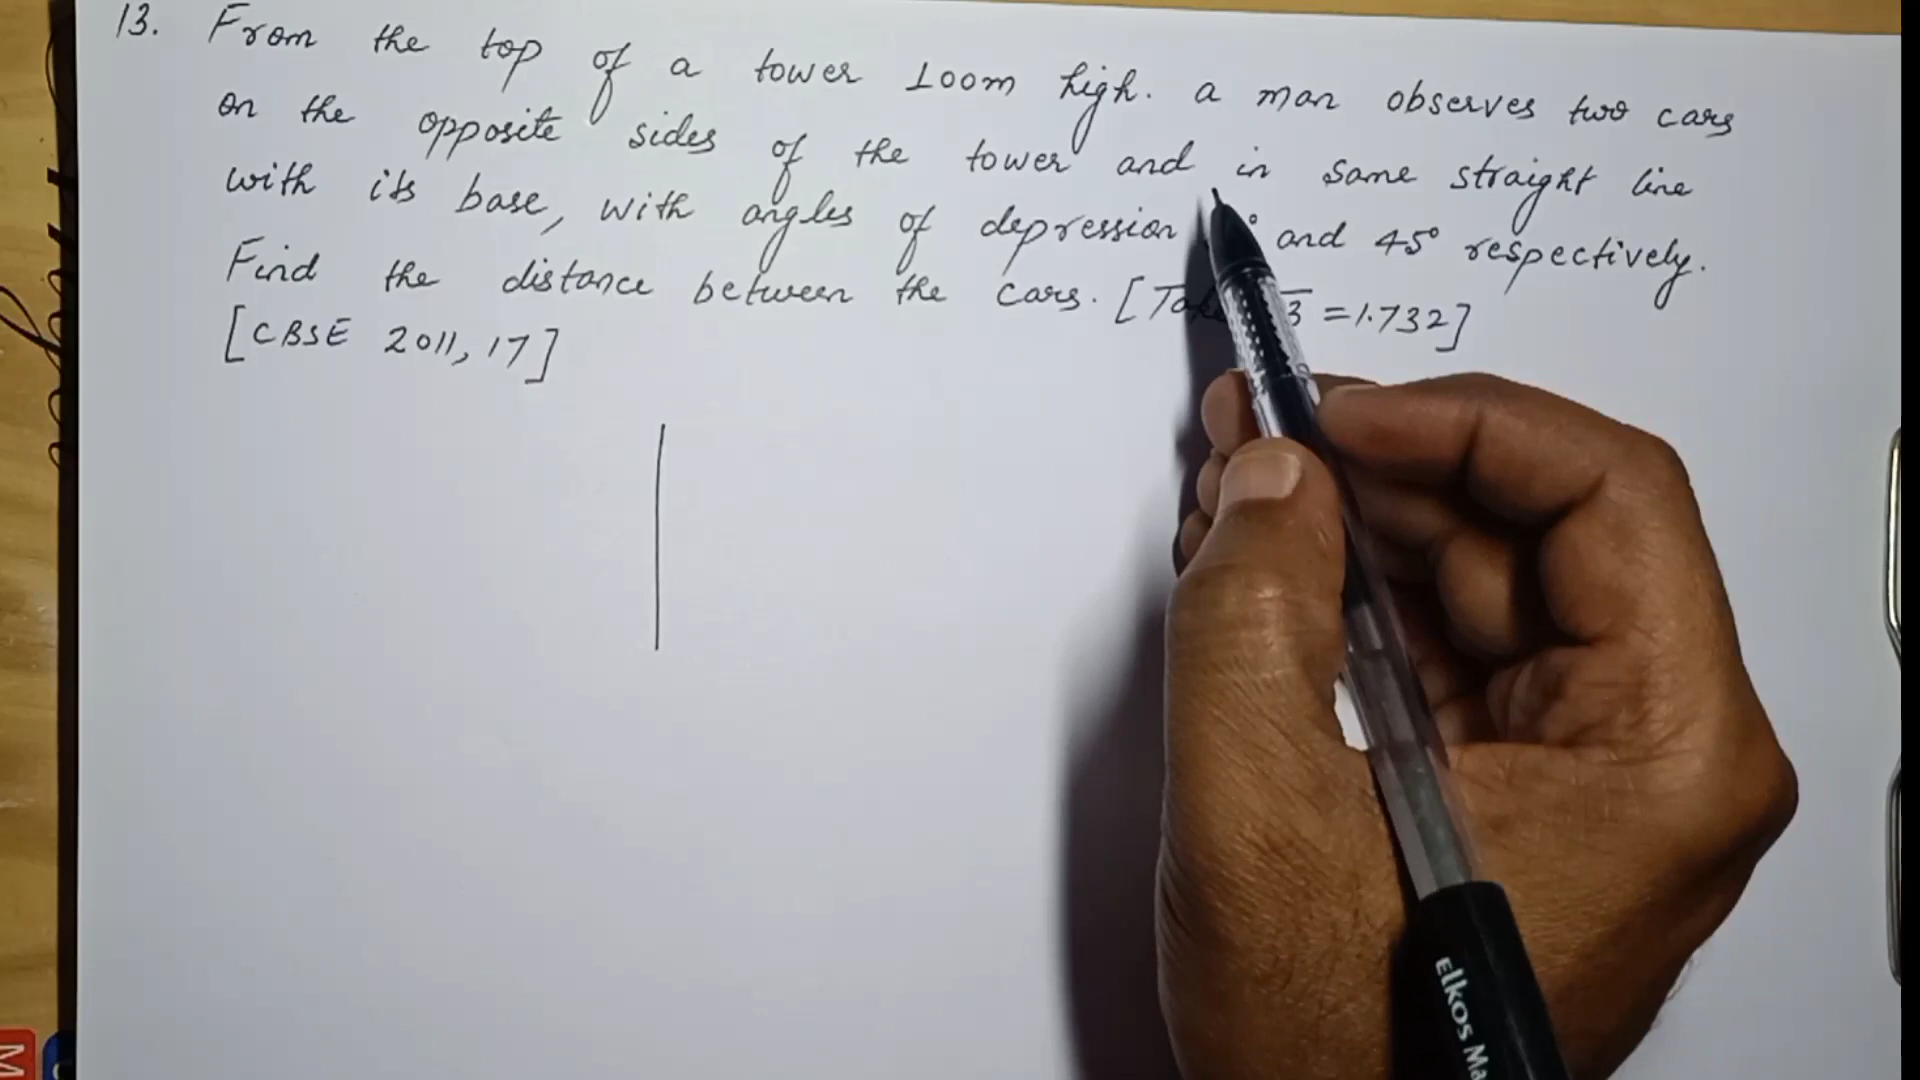 13. From the top of a tower 100m high. a man observes two cars
on the opposite sides of the tower and in same straight line
with its base, with angles of depression ° and 45° respectively.
Find the distance between the cars. [Take 3 = 1.732]
[CBSE 2011, 17]
Elkos
M